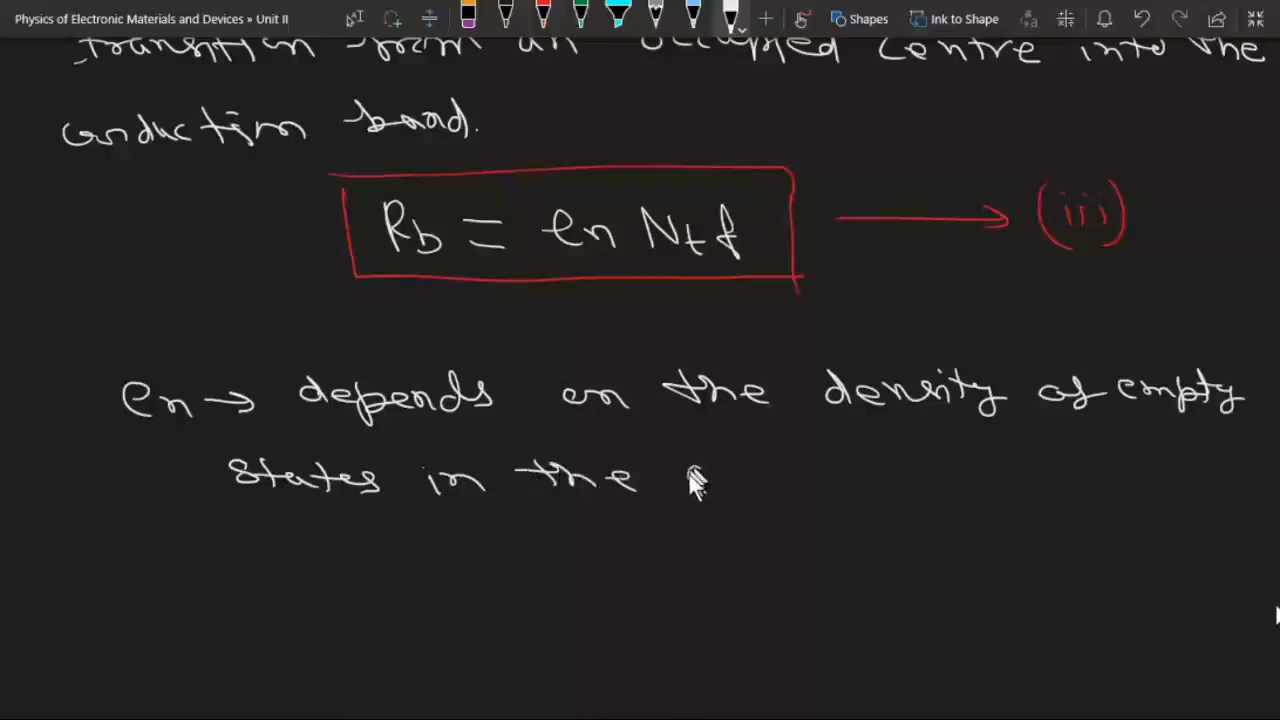 Physics of Electronic Materials and Devices » Unit II
Shapes
Ink to Shape
transition from an occupied centre into the
conduction band.
Rb = en Ntf → (iii)
en → depends on the density of empty
states in the